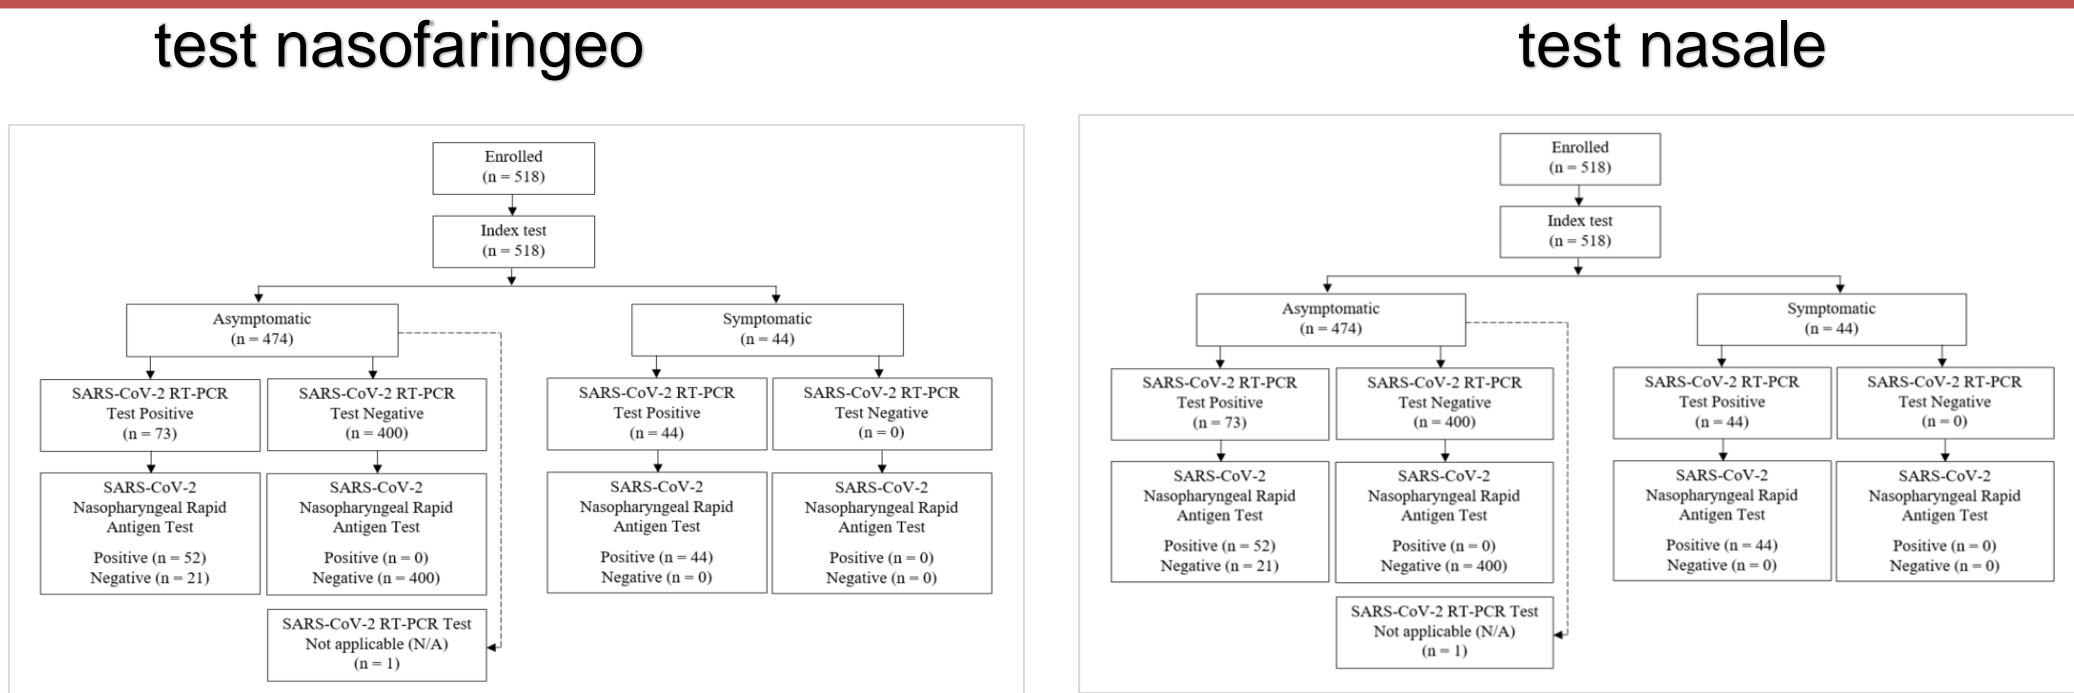 test nasofaringeo
Enrolled
(n = 518)
Index test
(n = 518)
Asymptomatic
(n = 474)
Symptomatic
(n = 44)
SARS-CoV-2 RT-PCR
Test Positive
(n = 73)
SARS-CoV-2 RT-PCR
Test Negative
(n = 400)
SARS-CoV-2 RT-PCR
Test Positive
(n = 44)
SARS-CoV-2 RT-PCR
Test Negative
(n = 0)
SARS-CoV-2
Nasopharyngeal Rapid
Antigen Test
Positive (n = 52)
Negative (n = 21)
SARS-CoV-2
Nasopharyngeal Rapid
Antigen Test
Positive (n = 0)
Negative (n = 400)
SARS-CoV-2
Nasopharyngeal Rapid
Antigen Test
Positive (n = 44)
Negative (n = 0)
SARS-CoV-2
Nasopharyngeal Rapid
Antigen Test
Positive (n = 0)
Negative (n = 0)
SARS-CoV-2 RT-PCR Test
Not applicable (N/A)
(n = 1)
test nasale
Enrolled
(n = 518)
Index test
(n = 518)
Asymptomatic
(n = 474)
Symptomatic
(n = 44)
SARS-CoV-2 RT-PCR
Test Positive
(n = 73)
SARS-CoV-2 RT-PCR
Test Negative
(n = 400)
SARS-CoV-2 RT-PCR
Test Positive
(n = 44)
SARS-CoV-2 RT-PCR
Test Negative
(n = 0)
SARS-CoV-2
Nasopharyngeal Rapid
Antigen Test
Positive (n = 52)
Negative (n = 21)
SARS-CoV-2
Nasopharyngeal Rapid
Antigen Test
Positive (n = 0)
Negative (n = 400)
SARS-CoV-2
Nasopharyngeal Rapid
Antigen Test
Positive (n = 44)
Negative (n = 0)
SARS-CoV-2
Nasopharyngeal Rapid
Antigen Test
Positive (n = 0)
Negative (n = 0)
SARS-CoV-2 RT-PCR Test
Not applicable (N/A)
(n = 1)